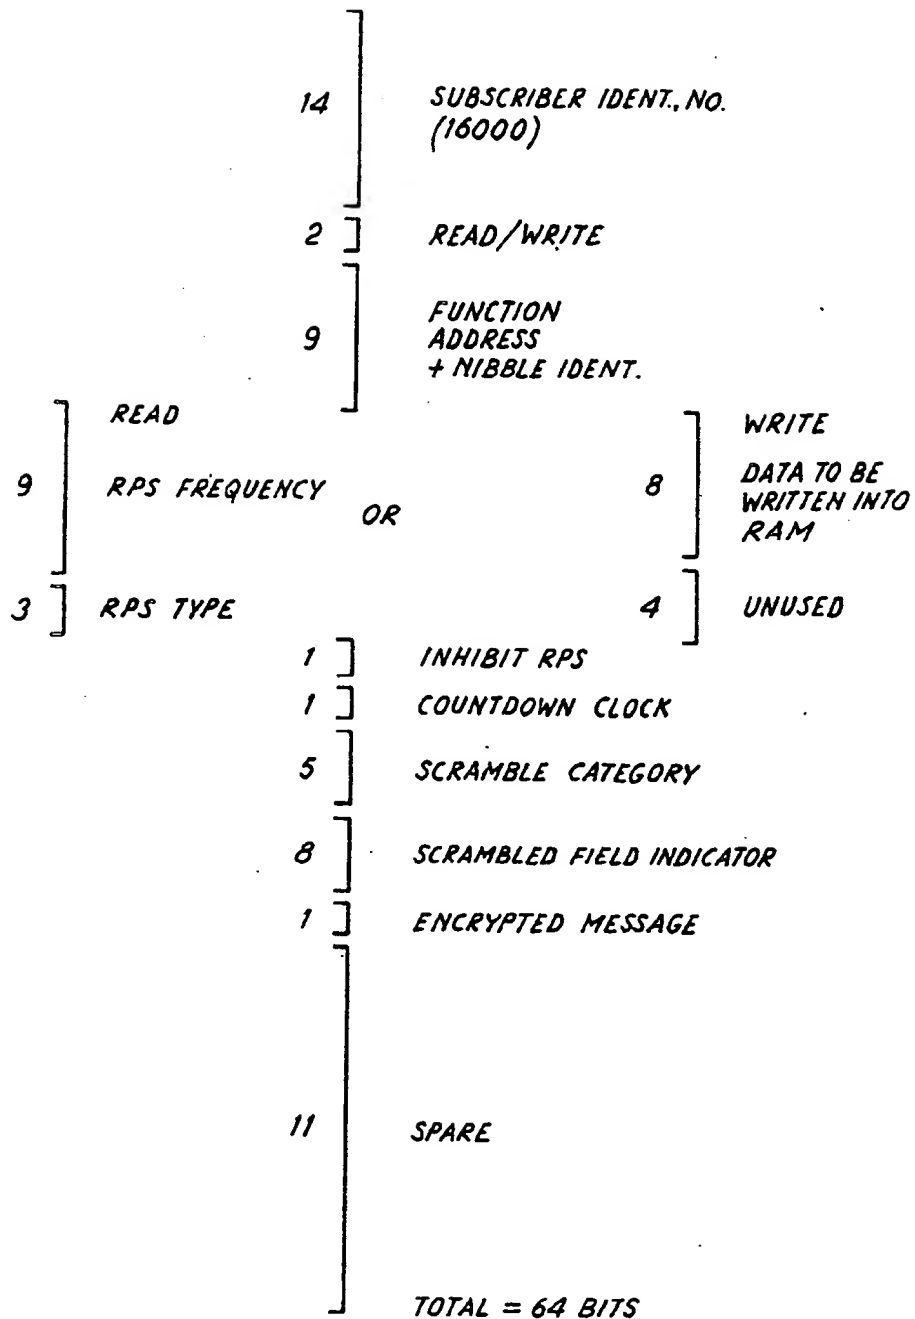 14
SUBSCRIBER IDENT., NO.
(16000)
2
READ/WRITE
9
FUNCTION
ADDRESS
+ NIBBLE IDENT.
READ
9
RPS FREQUENCY
OR
WRITE
8
DATA TO BE
WRITTEN INTO
RAM
3
RPS TYPE
4
UNUSED
1
INHIBIT RPS
1
COUNTDOWN CLOCK
5
SCRAMBLE CATEGORY
8
SCRAMBLED FIELD INDICATOR
1
ENCRYPTED MESSAGE
11
SPARE
TOTAL = 64 BITS